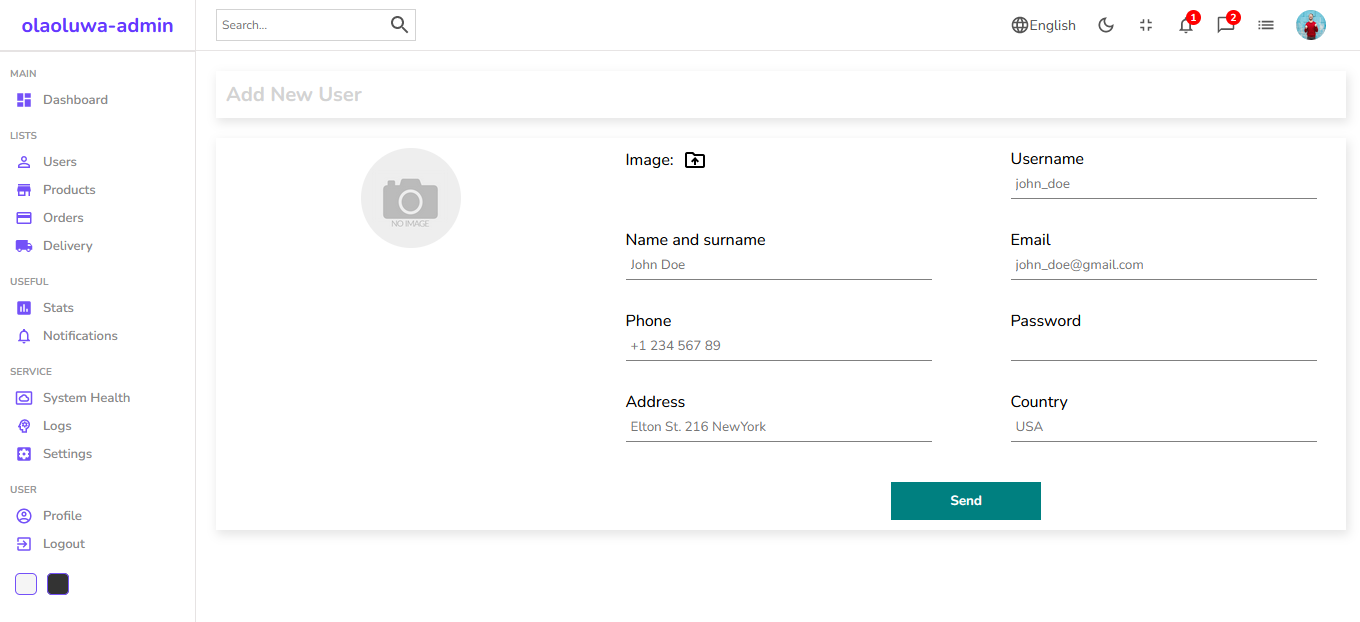 olaoluwa-admin
Search...
English
1
2
MAIN
Dashboard
LISTS
Users
Products
Orders
Delivery
USEFUL
Stats
Notifications
SERVICE
System Health
Logs
Settings
USER
Profile
Logout
Add New User
NO IMAGE
Image:
Username
john_doe
Name and surname
John Doe
Email
john_doe@gmail.com
Phone
+1 234 567 89
Password
Address
Elton St. 216 NewYork
Country
USA
Send